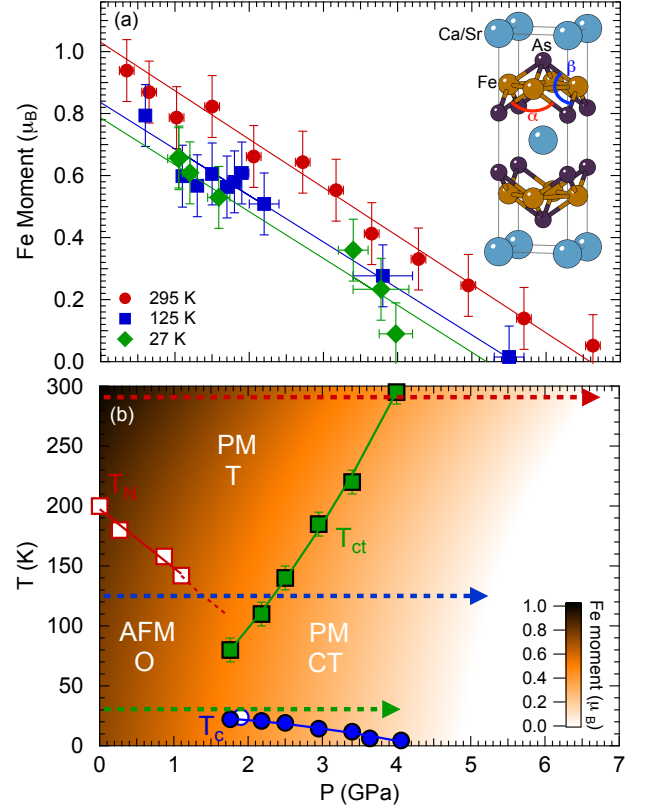 (a)
Ca/Sr
As
Fe
β
α
Fe Moment (μB)
1.0
0.8
0.6
0.4
0.2
0.0
295 K
125 K
27 K
(b)
PM
T
TN
Tct
AFM
O
PM
CT
Tc
T (K)
300
250
200
150
100
50
0
1.0
0.8
0.6
0.4
0.2
0.0
Fe moment (μB)
0 1 2 3 4 5 6 7
P (GPa)